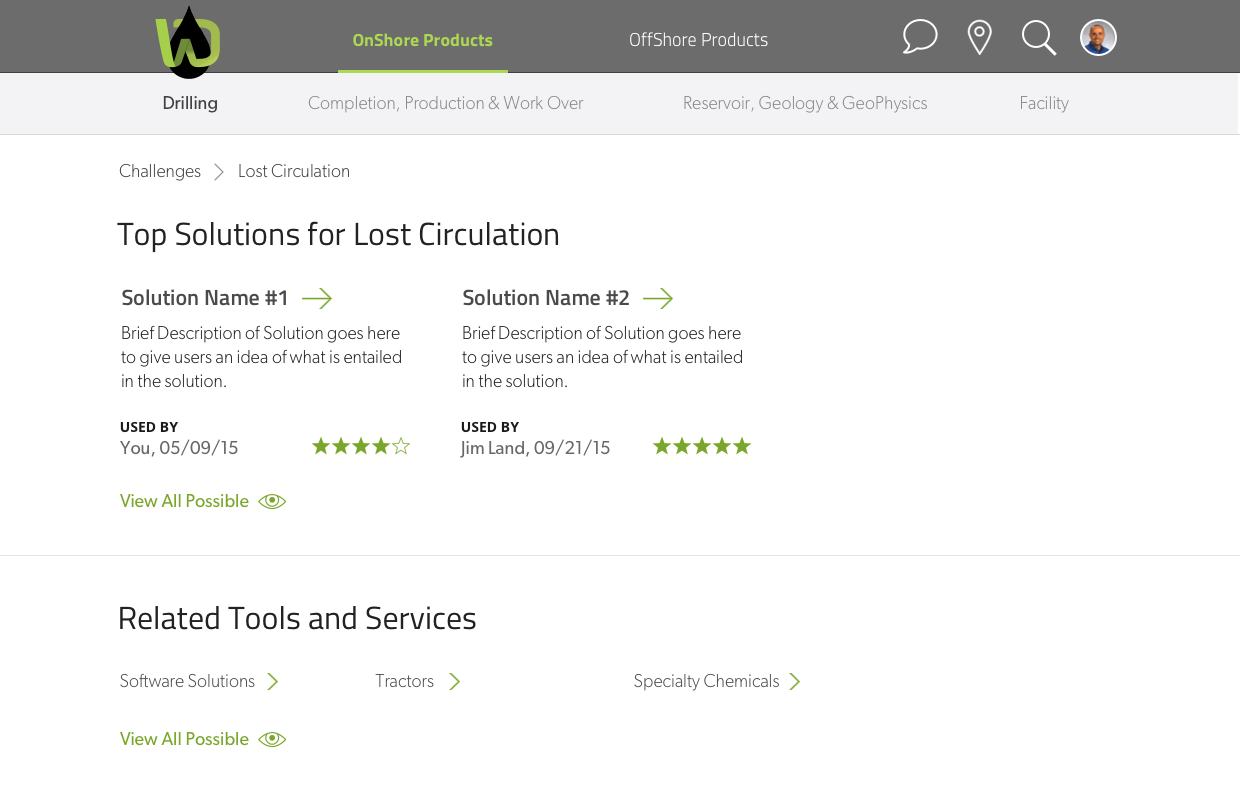 OnShore Products
OffShore Products
Drilling
Completion, Production & Work Over
Reservoir, Geology & GeoPhysics
Facility
Challenges
Lost Circulation
Top Solutions for Lost Circulation
Solution Name #1
Brief Description of Solution goes here
to give users an idea of what is entailed
in the solution.
USED BY
You, 05/09/15
Solution Name #2
Brief Description of Solution goes here
to give users an idea of what is entailed
in the solution.
USED BY
Jim Land, 09/21/15
View All Possible
Related Tools and Services
Software Solutions
Tractors
Specialty Chemicals
View All Possible